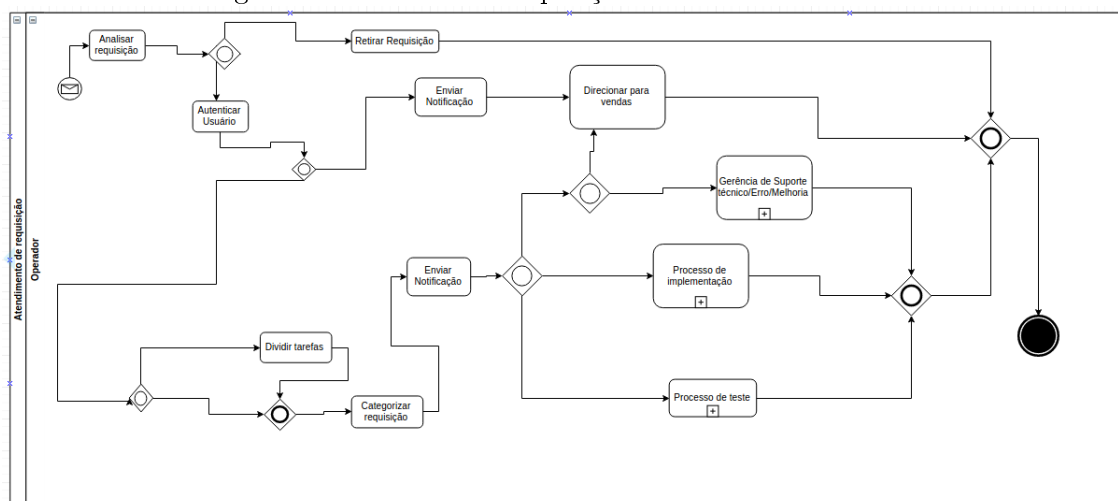 Atendimento de requisição
Operador
Analisar
requisição
Retirar Requisição
Autenticar
Usuário
Enviar
Notificação
Direcionar para
vendas
Gerência de Suporte
técnico/Erro/Melhoria
Enviar
Notificação
Processo de
implementação
Dividir tarefas
Categorizar
requisição
Processo de teste